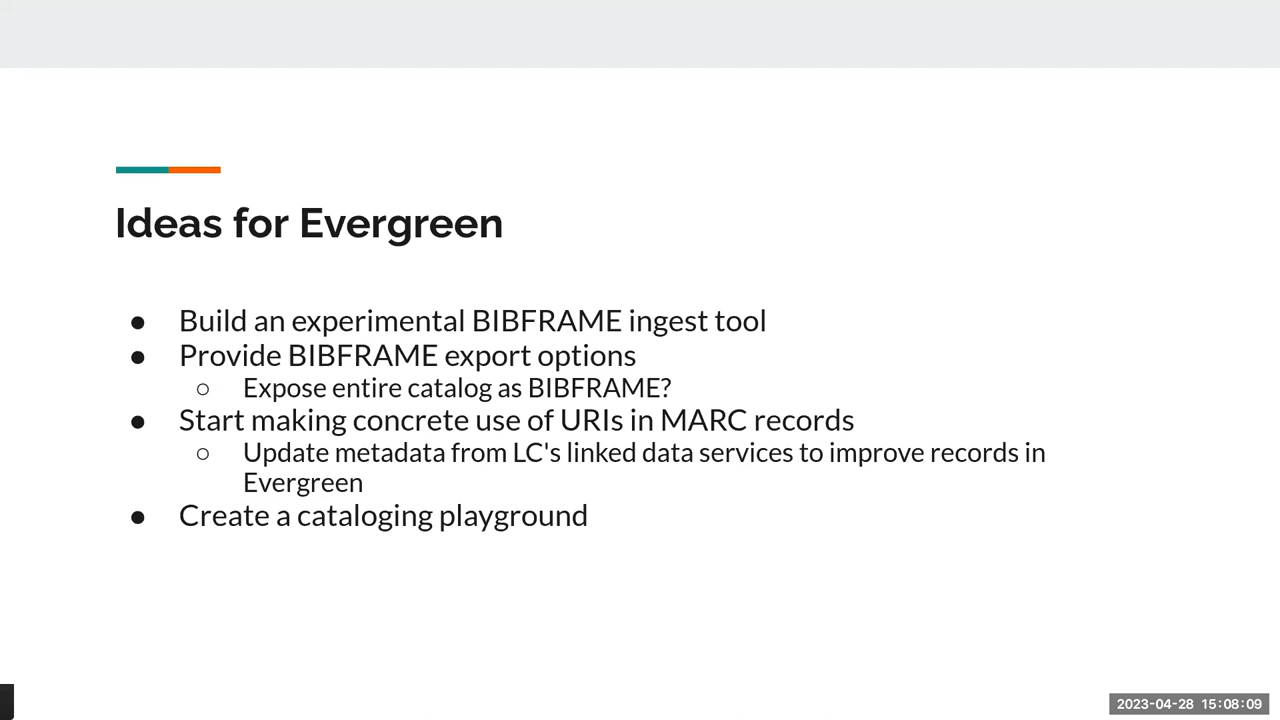 Ideas for Evergreen
● Build an experimental BIBFRAME ingest tool
● Provide BIBFRAME export options
○ Expose entire catalog as BIBFRAME?
● Start making concrete use of URIs in MARC records
○ Update metadata from LC's linked data services to improve records in
Evergreen
● Create a cataloging playground
2023-04-28 15:08:09